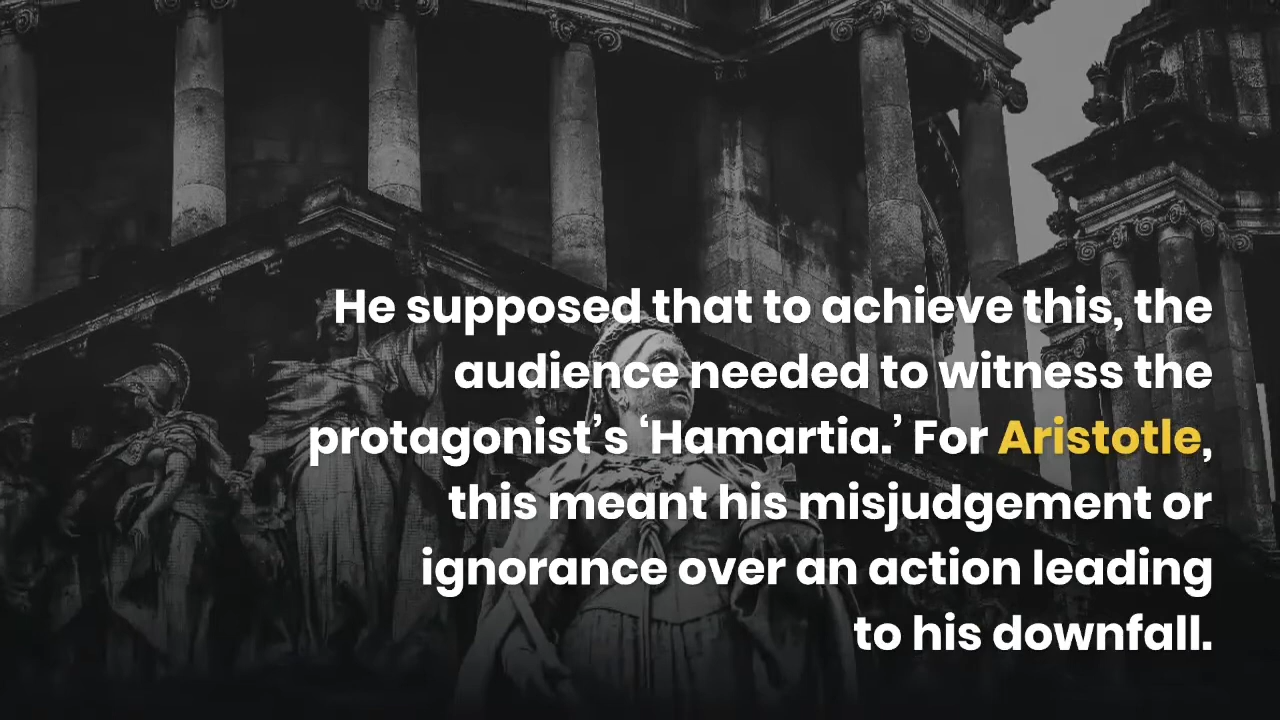 He supposed that to achieve this, the
audience needed to witness the
protagonist’s ‘Hamartia.’ For Aristotle,
this meant his misjudgement or
ignorance over an action leading
to his downfall.